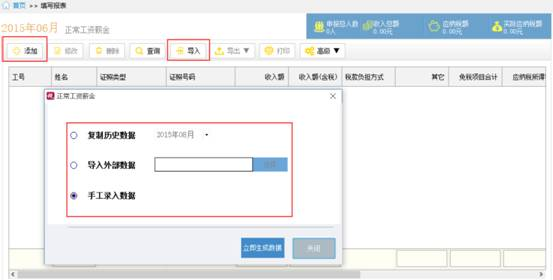 首页 >> 填写报表
2015年06月 正常工资薪金
申报总人数 0人 收入总额 0.00元 应纳税额 0.00元 实际应纳税额 0.00元
添加 修改 删除 查询 导入 导出 ▼ 打印 高级 ▼
工号 姓名 证照类型 证照号码 收入额 收入额(含税) 税款负担方式 其它 免税项目合计 应纳税所得
正常工资薪金
复制历史数据 2015年08月
导入外部数据
手工录入数据
立即生成数据 关闭